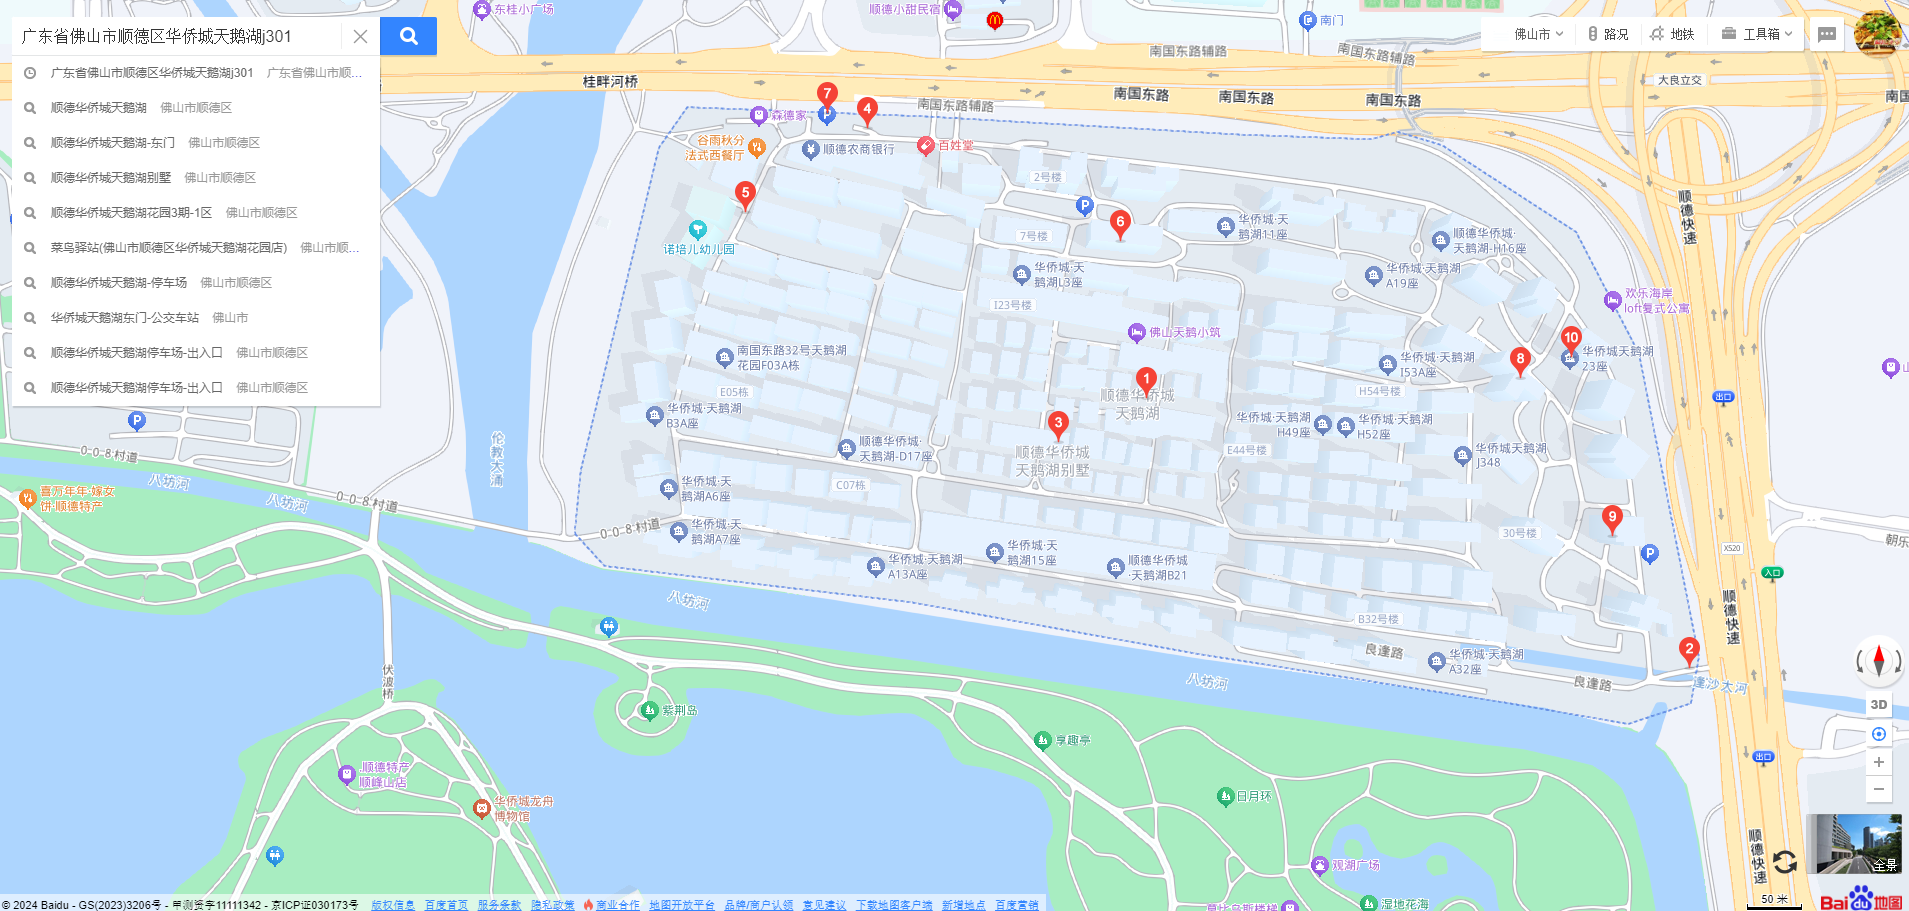 广东省佛山市顺德区华侨城天鹅湖j301
广东省佛山市顺德区华侨城天鹅湖j301 广东省佛山市顺...
顺德华侨城天鹅湖 佛山市顺德区
顺德华侨城天鹅湖-东门 佛山市顺德区
顺德华侨城天鹅湖别墅 佛山市顺德区
顺德华侨城天鹅湖花园3期-1区 佛山市顺德区
菜鸟驿站(佛山市顺德区华侨城天鹅湖花园店) 佛山市顺...
顺德华侨城天鹅湖-停车场 佛山市顺德区
华侨城天鹅湖东门-公交车站 佛山市
顺德华侨城天鹅湖停车场-出入口 佛山市顺德区
顺德华侨城天鹅湖停车场-出入口 佛山市顺德区
东桂小广场
顺德小甜民宿
南门
佛山市
路况
地铁
工具箱
南国东路辅路
南国东路辅路
大良立交
桂畔河桥
南国东路
南国东路
南国东路
南国
南国东路辅路
7
4
森德家
P
谷雨秋分
法式西餐厅
顺德农商银行
百姓堂
2号楼
5
P
6
7号楼
诺培儿幼儿园
华侨城·天
鹅湖11座
顺德华侨城·
天鹅湖-H16座
华侨城·天
鹅湖L3座
华侨城·天鹅湖
A19座
I23号楼
欢乐海岸
loft复式公寓
顺德快速
佛山天鹅小筑
南国东路32号天鹅湖
花园F03A栋
8
10
华侨城天鹅湖
23座
华侨城·天鹅湖
I53A座
1
顺德华侨城
天鹅湖
E05栋
H54号楼
出口
华侨城·天鹅湖
B3A座
华侨城·天鹅湖
H49座
华侨城·天鹅湖
H52座
3
顺德华侨城
天鹅湖别墅
顺德华侨城·
天鹅湖-D17座
E44号楼
华侨城天鹅湖
J348
P
0-0-8村道
伦教大涌
八坊河
八坊河
0-0-8村道
喜万年年·嫁女
饼·顺德特产
华侨城·天
鹅湖A6座
C07栋
0-0-8村道
华侨城·天
鹅湖A7座
9
30号楼
P
X520
朝乐
入口
华侨城·天
鹅湖15座
华侨城·天鹅湖
A13A座
顺德华侨城
·天鹅湖B21
八坊河
B32号楼
顺德快速
良逢路
华侨城·天鹅湖
A32座
2
良逢路
逢沙大河
八坊河
伏波桥
紫荆岛
享趣亭
出口
3D
顺德特产
顺峰山店
华侨城龙舟
博物馆
日月环
顺德快速
观湖广场
湿地花海
全景
50 米
Bai地图
© 2024 Baidu - GS(2023)3206号 - 甲测资字11111342 - 京ICP证030173号 版权信息 百度首页 服务条款 隐私政策 商业合作 地图开放平台 品牌/商户认领 意见建议 下载地图客户端 新增地点 百度营销